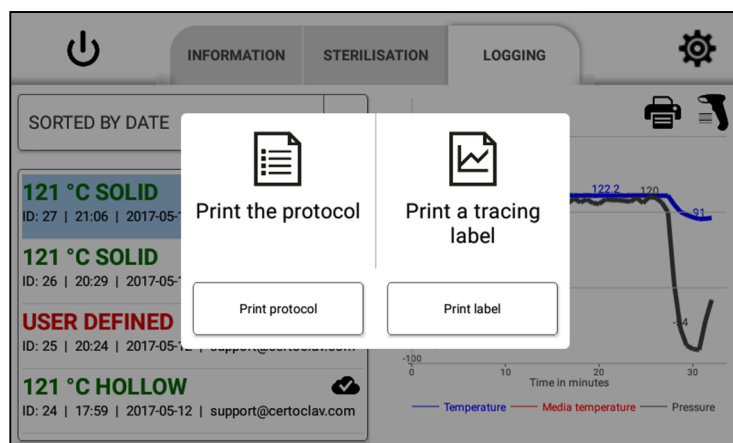 INFORMATION
STERILISATION
LOGGING
SORTED BY DATE
121 °C SOLID
ID: 27 | 21:06 | 2017-05-
121 °C SOLID
ID: 26 | 20:29 | 2017-05-
USER DEFINED
ID: 25 | 20:24 | 2017-05-12 | support@certoclav.com
121 °C HOLLOW
ID: 24 | 17:59 | 2017-05-12 | support@certoclav.com
Print the protocol
Print a tracing
label
Print protocol
Print label
122.2
120
91
-100
0
10
20
30
Time in minutes
Temperature
Media temperature
Pressure